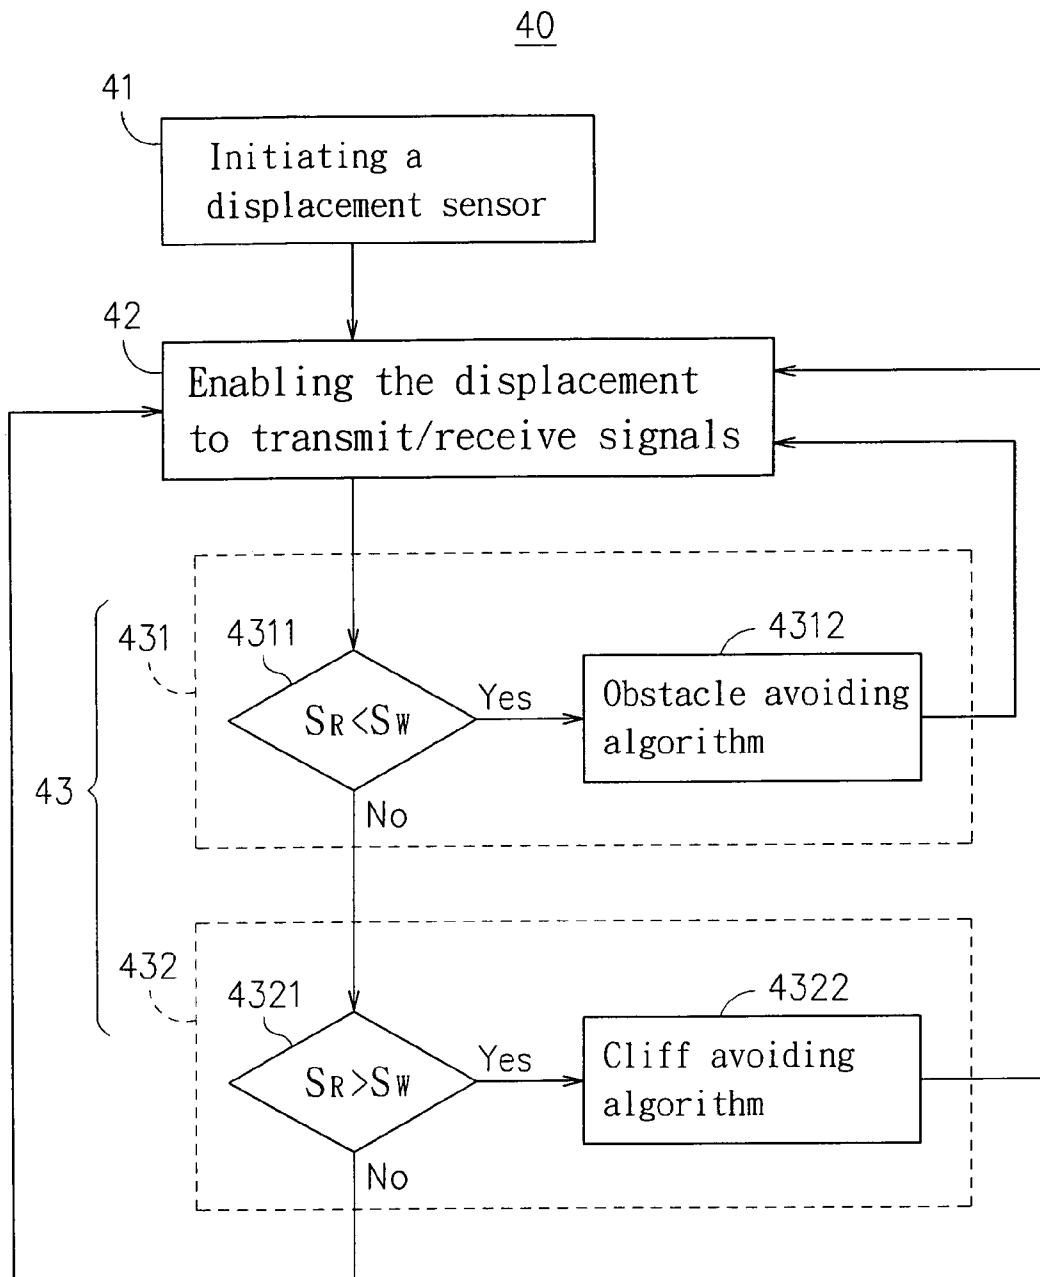 40
41
Initiating a
displacement sensor
42
Enabling the displacement
to transmit/receive signals
43
431
4311
SR<SW
Yes
4312
Obstacle avoiding
algorithm
No
432
4321
SR>SW
Yes
4322
Cliff avoiding
algorithm
No